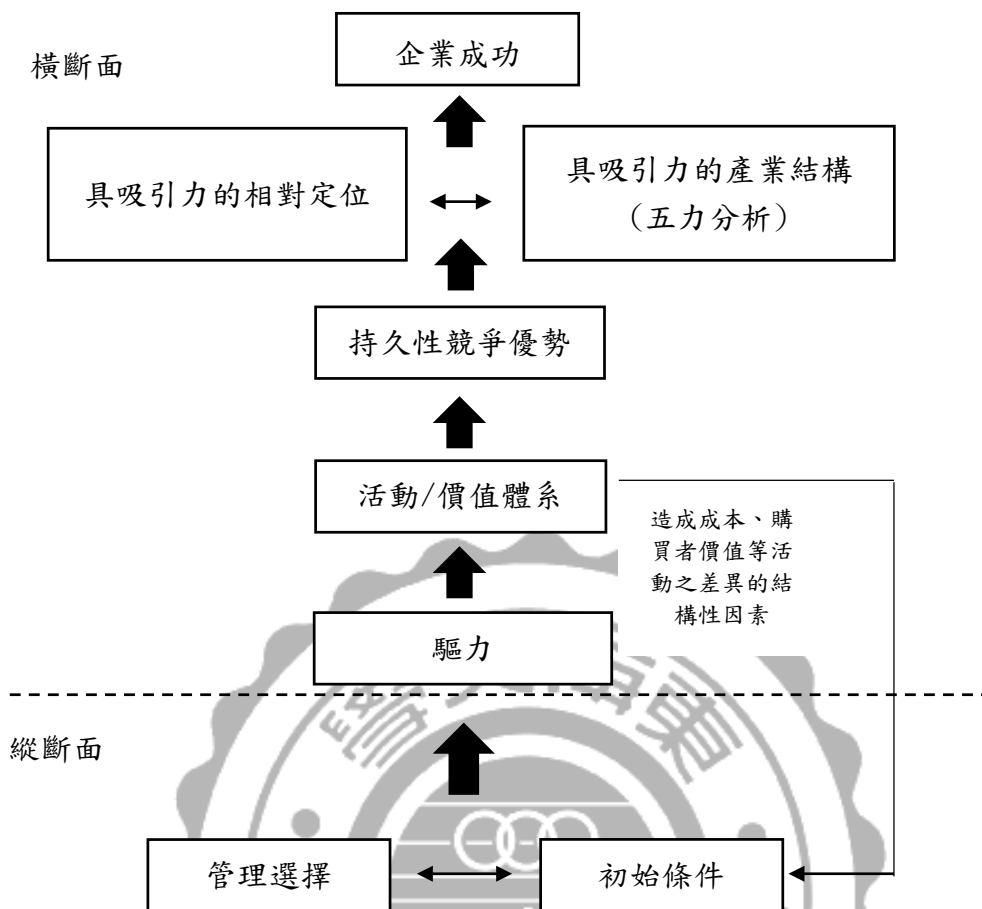 企業成功
橫斷面
具吸引力的相對定位
具吸引力的產業結構
(五力分析)
持久性競爭優勢
活動/價值體系
造成成本、購
買者價值等活
動之差異的結
構性因素
驅力
縱斷面
管理選擇
初始條件